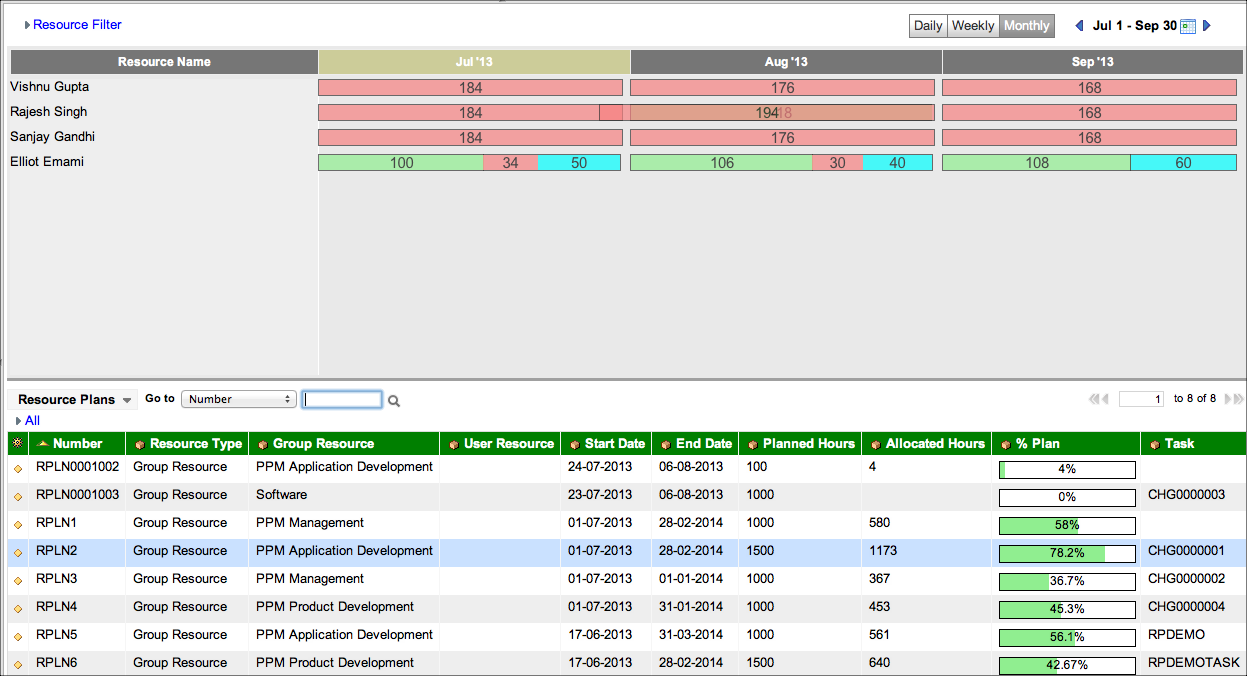 Resource Filter Daily Weekly Monthly Jul 1 - Sep 30
Resource Name Jul '13 Aug '13 Sep '13
Vishnu Gupta 184 176 168
Rajesh Singh 184 194 168
Sanjay Gandhi 184 176 168
Elliot Emami 100 34 50 106 30 40 108 60
Resource Plans Go to Number 1 to 8 of 8
All
Number Resource Type Group Resource User Resource Start Date End Date Planned Hours Allocated Hours % Plan Task
RPLN0001002 Group Resource PPM Application Development 24-07-2013 06-08-2013 100 4 4%
RPLN0001003 Group Resource Software 23-07-2013 06-08-2013 1000 0% CHG0000003
RPLN1 Group Resource PPM Management 01-07-2013 28-02-2014 1000 580 58%
RPLN2 Group Resource PPM Application Development 01-07-2013 28-02-2014 1500 1173 78.2% CHG0000001
RPLN3 Group Resource PPM Management 01-07-2013 01-01-2014 1000 367 36.7% CHG0000002
RPLN4 Group Resource PPM Product Development 01-07-2013 31-01-2014 1000 453 45.3% CHG0000004
RPLN5 Group Resource PPM Application Development 17-06-2013 31-03-2014 1000 561 56.1% RPDEMO
RPLN6 Group Resource PPM Product Development 17-06-2013 28-02-2014 1500 640 42.67% RPDEMOTASK